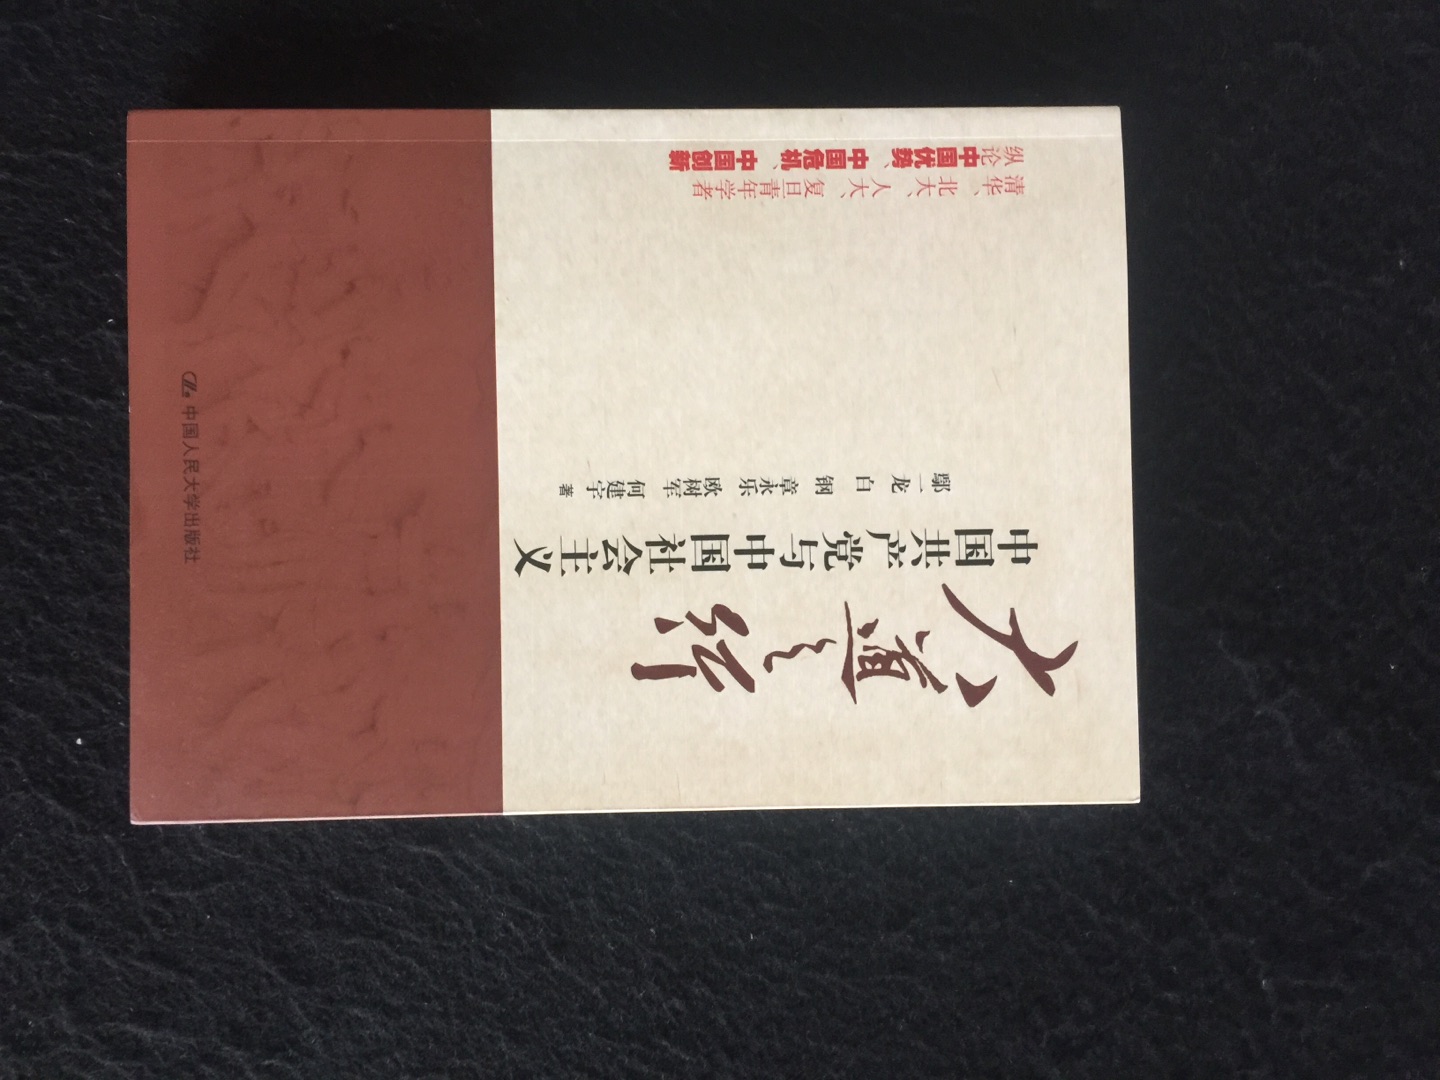 清华、北大、人大、复旦青年学者
纵论中国优势、中国危机、中国创新
大道之行
中国共产党与中国社会主义
鄢一龙 白钢 章永乐 欧树军 何建宇 著
中国人民大学出版社